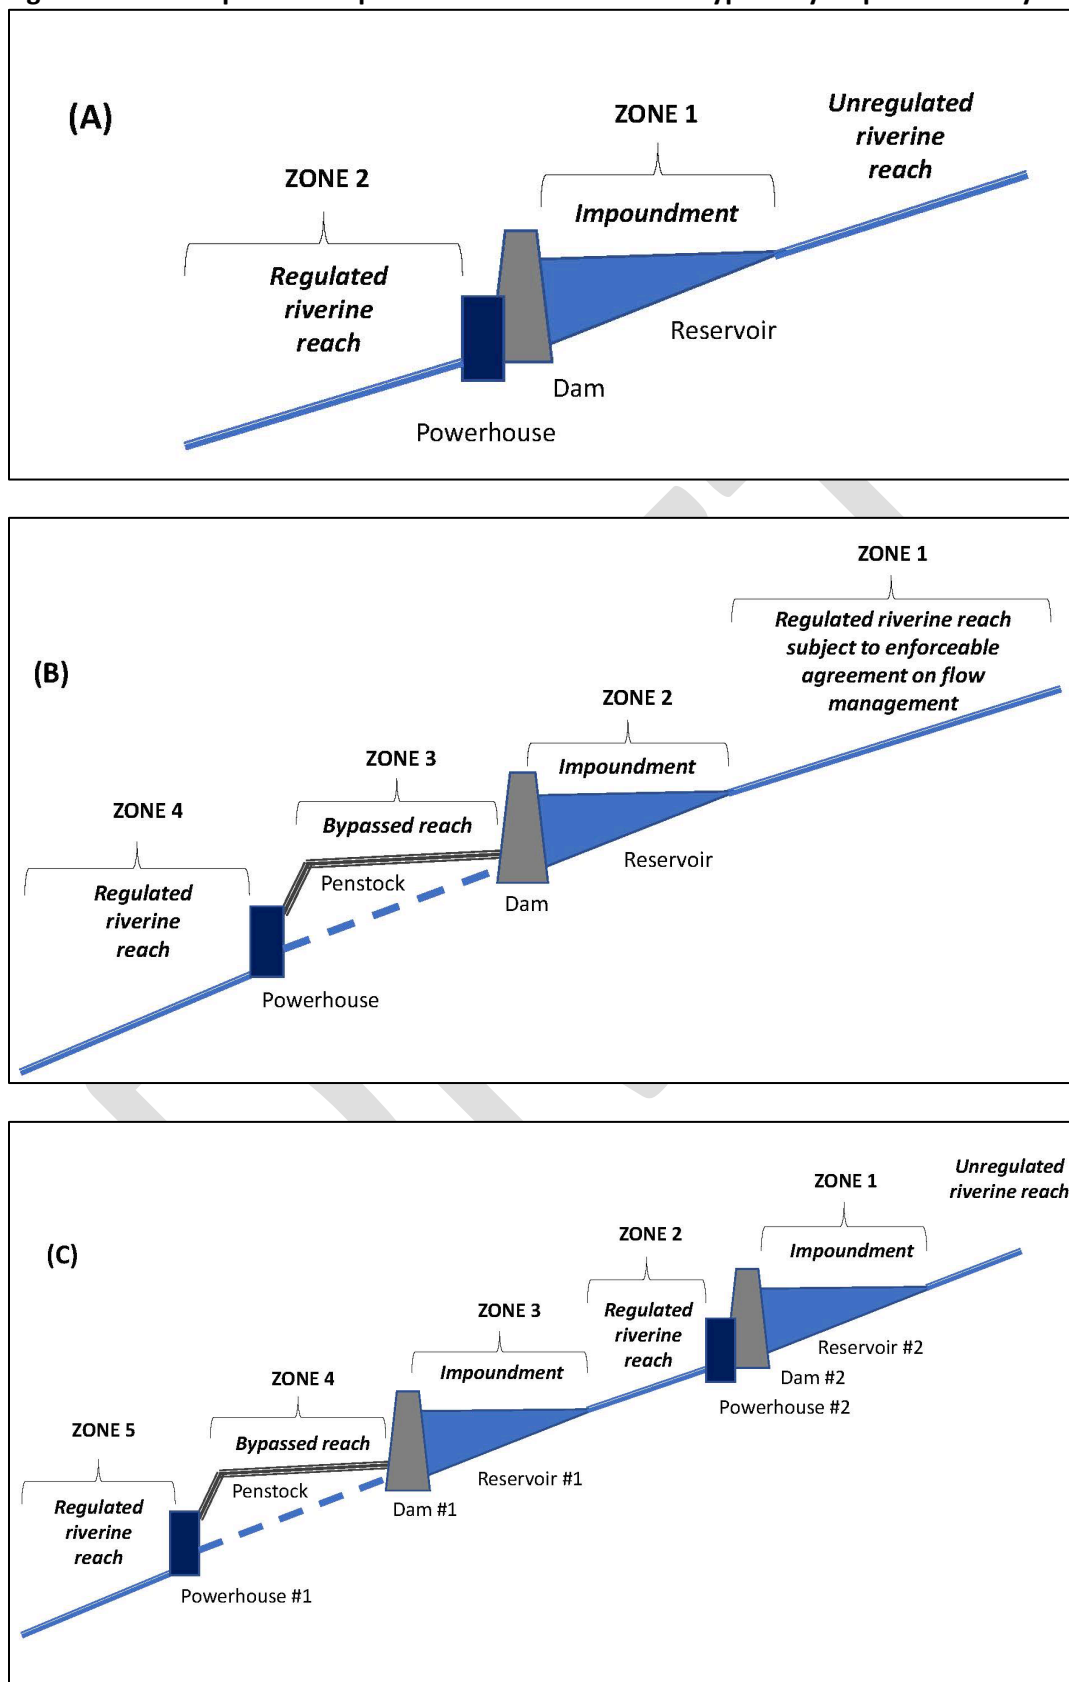 (A)
Unregulated
riverine
reach
ZONE 1
Impoundment
ZONE 2
Regulated
riverine
reach
Reservoir
Dam
Powerhouse
(B)
ZONE 1
Regulated riverine reach
subject to enforceable
agreement on flow
management
ZONE 2
Impoundment
ZONE 3
Bypassed reach
ZONE 4
Regulated
riverine
reach
Penstock
Reservoir
Dam
Powerhouse
(C)
Unregulated
riverine reach
ZONE 1
Impoundment
ZONE 2
Regulated
riverine
reach
ZONE 3
Impoundment
ZONE 4
Bypassed reach
ZONE 5
Regulated
riverine
reach
Reservoir #2
Dam #2
Powerhouse #2
Reservoir #1
Penstock
Dam #1
Powerhouse #1